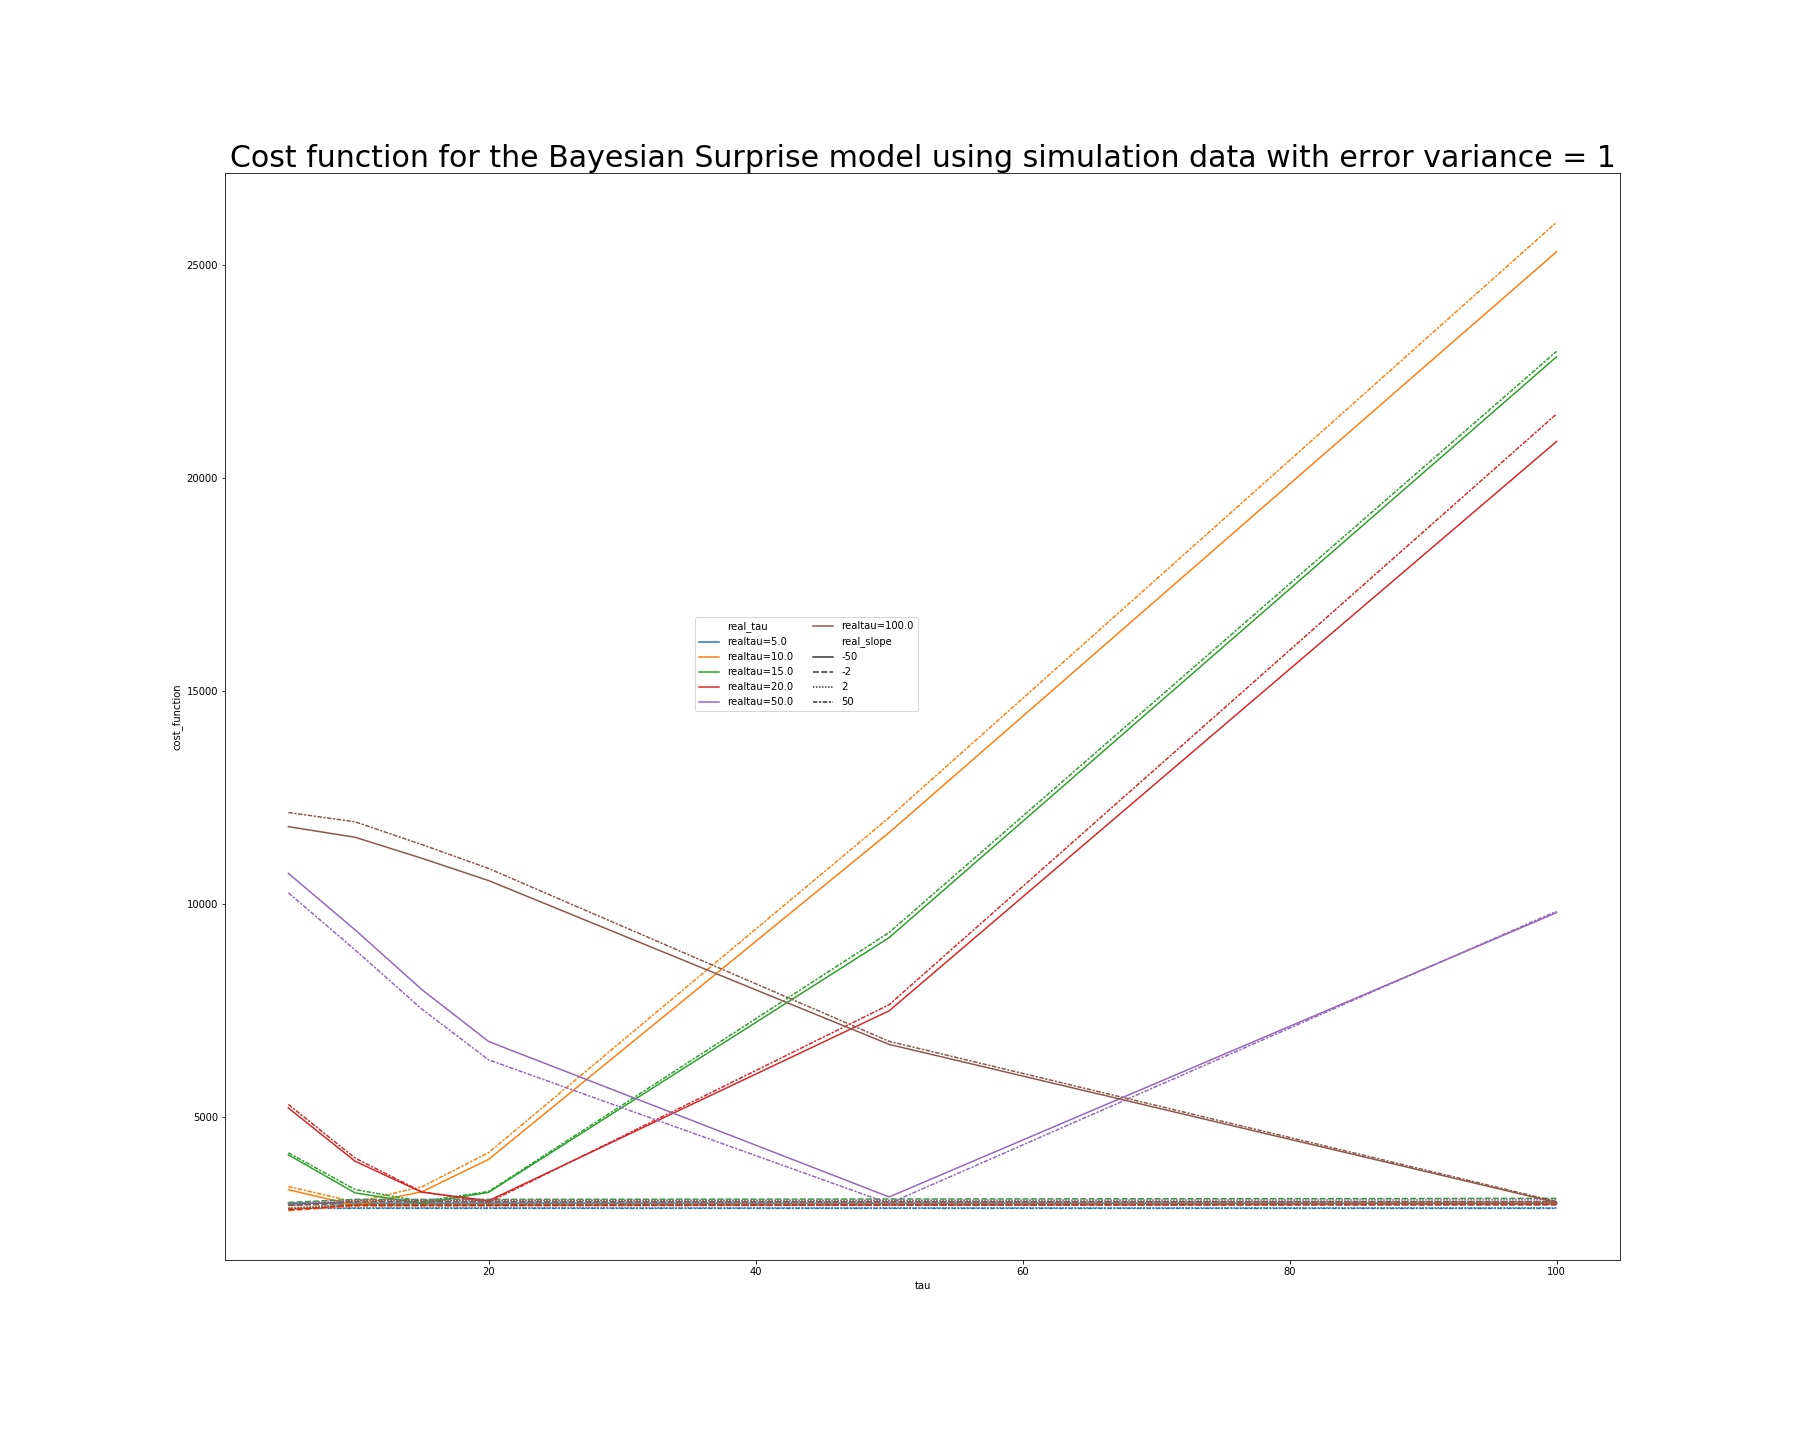 Cost function for the Bayesian Surprise model using simulation data with error variance = 1
25000
20000
15000
10000
5000
cost_function
real_tau
realtau=5.0
realtau=10.0
realtau=15.0
realtau=20.0
realtau=50.0
realtau=100.0
real_slope
-50
-2
2
50
20
40
60
80
100
tau